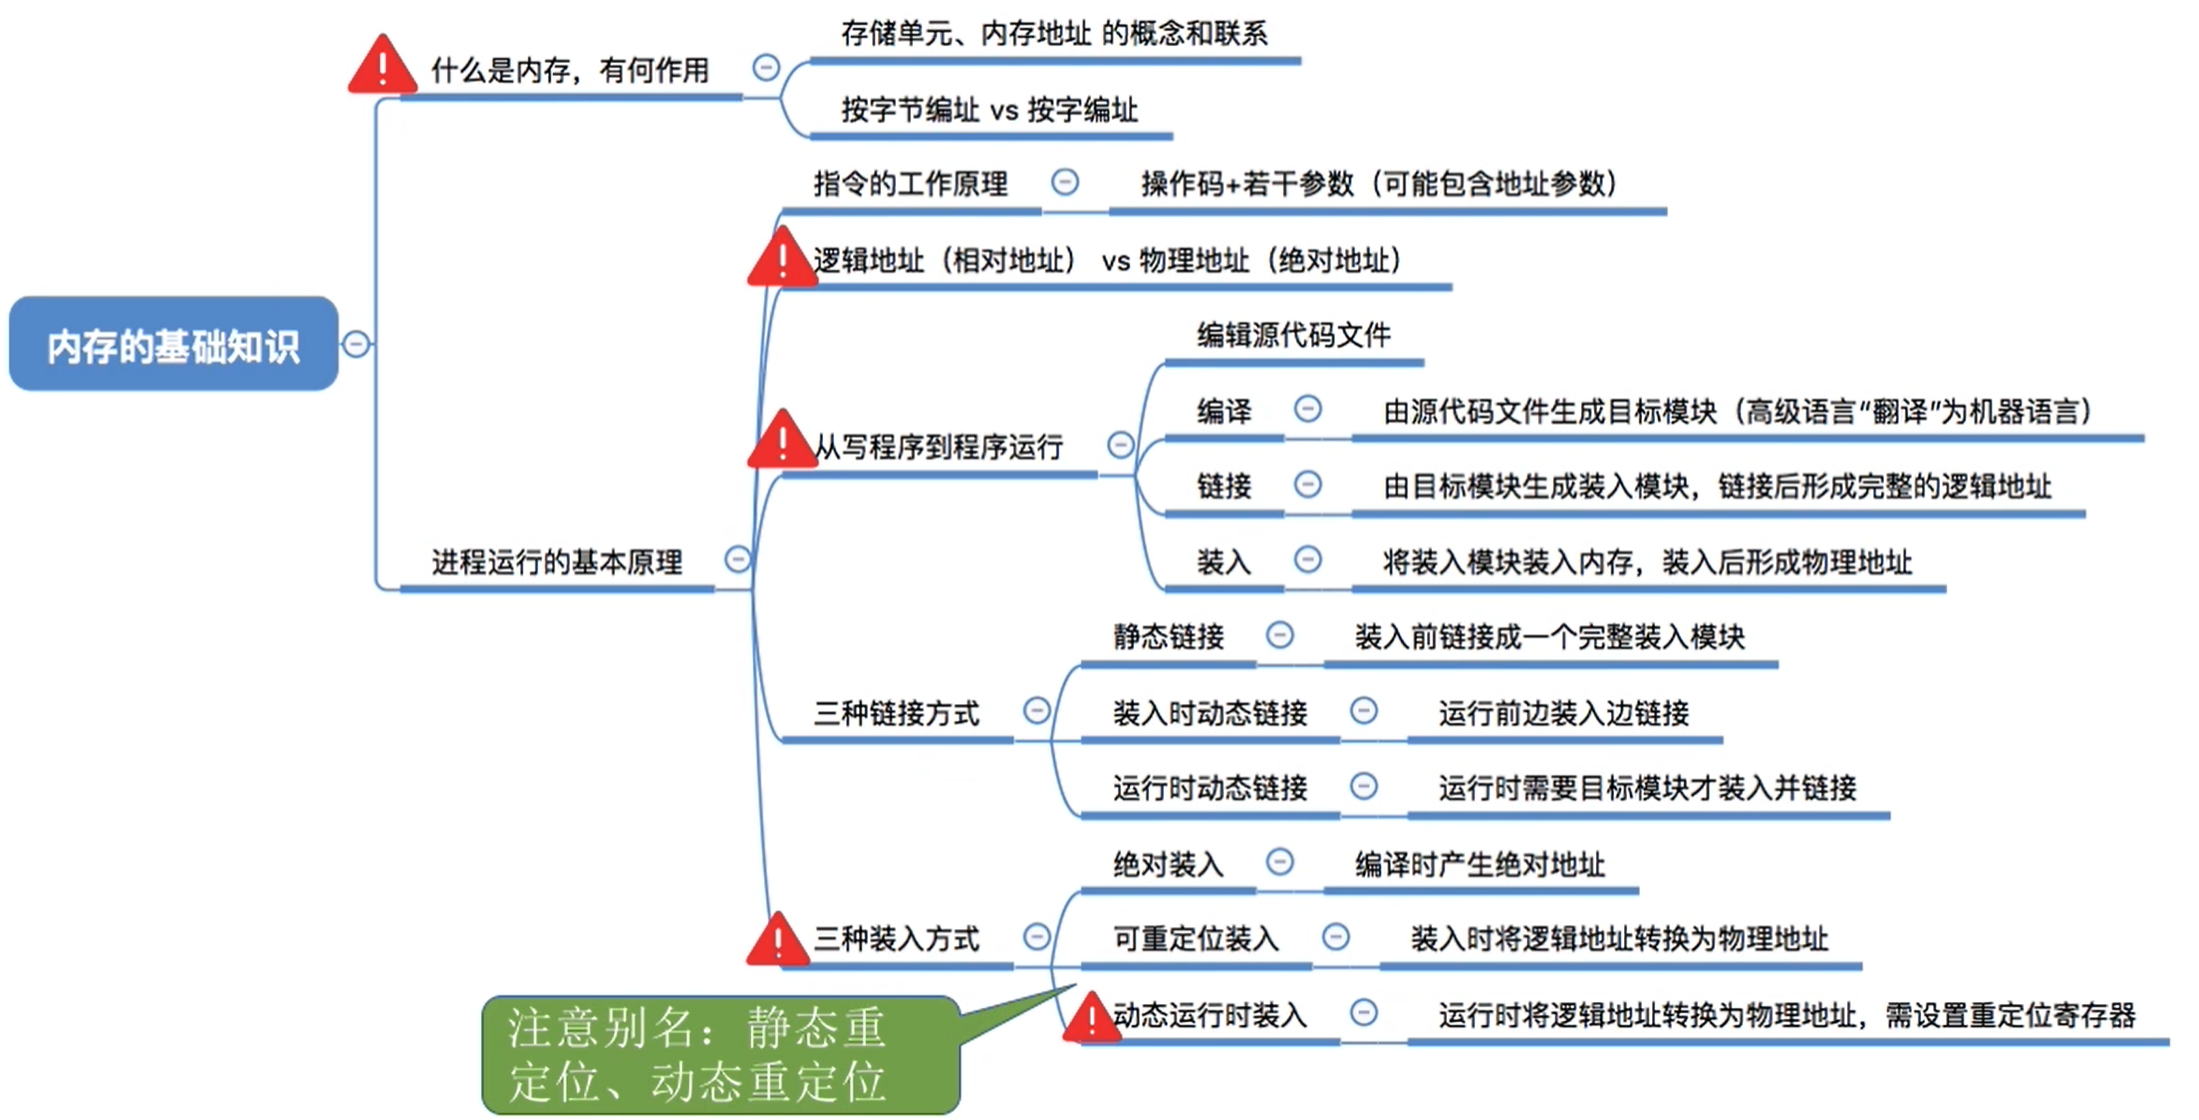 存储单元、内存地址 的概念和联系
什么是内存，有何作用
按字节编址 vs 按字编址
指令的工作原理
操作码+若干参数（可能包含地址参数）
逻辑地址（相对地址） vs 物理地址（绝对地址）
内存的基础知识
编辑源代码文件
编译
由源代码文件生成目标模块（高级语言“翻译”为机器语言）
从写程序到程序运行
链接
由目标模块生成装入模块，链接后形成完整的逻辑地址
进程运行的基本原理
装入
将装入模块装入内存，装入后形成物理地址
静态链接
装入前链接成一个完整装入模块
三种链接方式
装入时动态链接
运行前边装入边链接
运行时动态链接
运行时需要目标模块才装入并链接
绝对装入
编译时产生绝对地址
三种装入方式
可重定位装入
装入时将逻辑地址转换为物理地址
动态运行时装入
运行时将逻辑地址转换为物理地址，需设置重定位寄存器
注意别名：静态重
定位、动态重定位